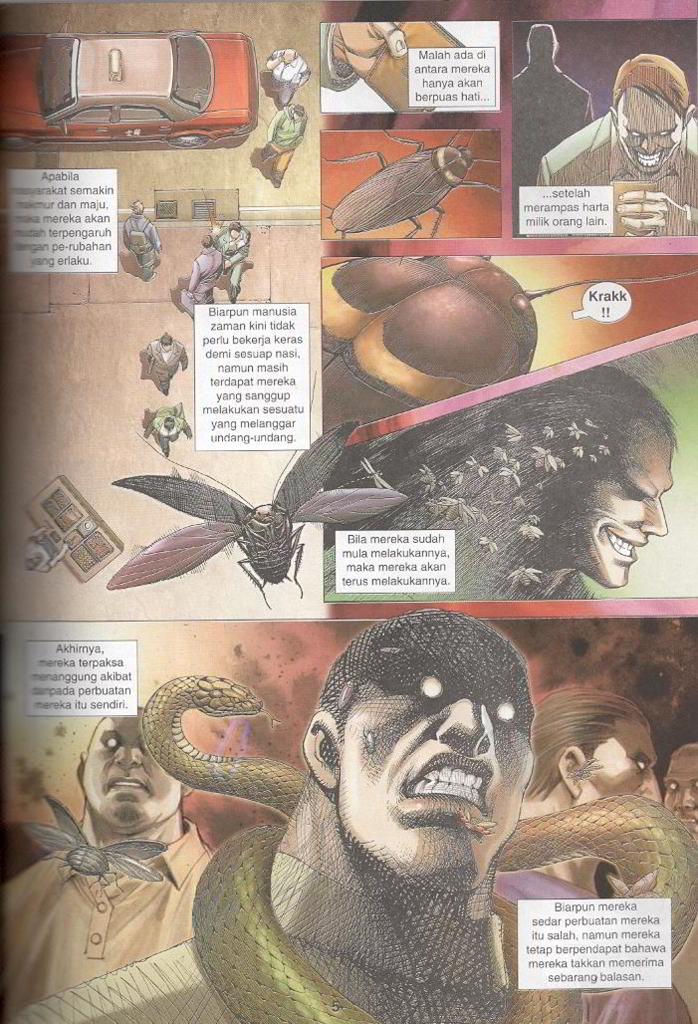 Apabila
masyarakat semakin
makmur dan maju,
maka mereka akan
mudah terpengaruh
dengan pe-rubahan
yang erlaku.
Biarpun manusia
zaman kini tidak
perlu bekerja keras
demi sesuap nasi,
namun masih
terdapat mereka
yang sanggup
melakukan sesuatu
yang melanggar
undang-undang.
Malah ada di
antara mereka
hanya akan
berpuas hati...
...setelah
merampas harta
milik orang lain.
Krakk
!!
Bila mereka sudah
mula melakukannya,
maka mereka akan
terus melakukannya.
Akhirnya,
mereka terpaksa
menanggung akibat
daripada perbuatan
mereka itu sendiri.
Biarpun mereka
sedar perbuatan mereka
itu salah, namun mereka
tetap berpendapat bahawa
mereka takkan memerima
sebarang balasan.
5